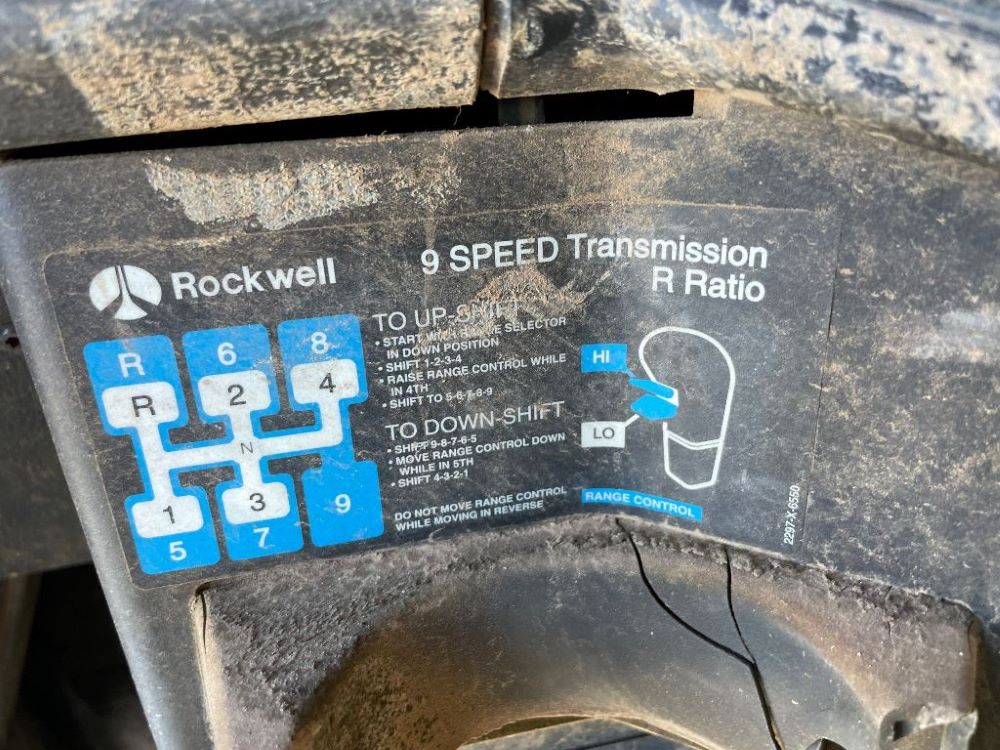 Rockwell
9 SPEED Transmission
R Ratio
R 6 8
R 2 4
N
1 3 9
5 7
TO UP-SHIFT
• START WITH RANGE SELECTOR
IN DOWN POSITION
• SHIFT 1-2-3-4
• RAISE RANGE CONTROL WHILE
IN 4TH
• SHIFT TO 5-6-7-8-9
TO DOWN-SHIFT
• SHIFT 9-8-7-6-5
• MOVE RANGE CONTROL DOWN
WHILE IN 5TH
• SHIFT 4-3-2-1
DO NOT MOVE RANGE CONTROL
WHILE MOVING IN REVERSE
HI
LO
RANGE CONTROL
2297-X-6550